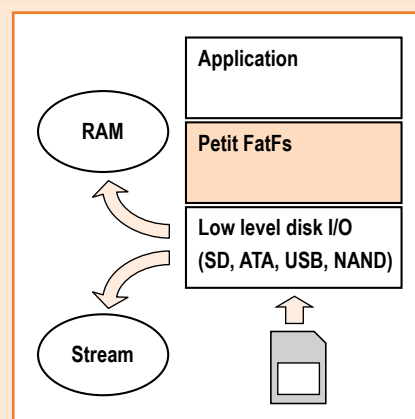 Application
RAM
Petit FatFs
Low level disk I/O
(SD, ATA, USB, NAND)
Stream